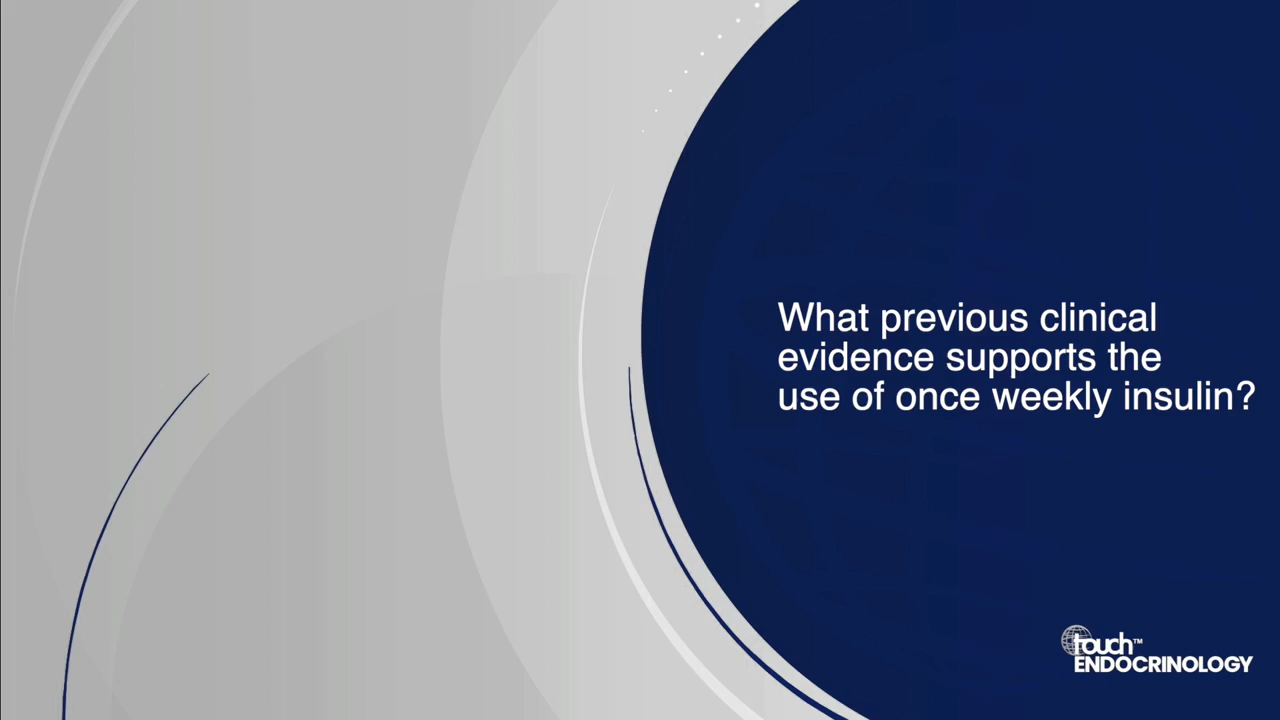 What previous clinical
evidence supports the
use of once weekly insulin?
touch™
ENDOCRINOLOGY